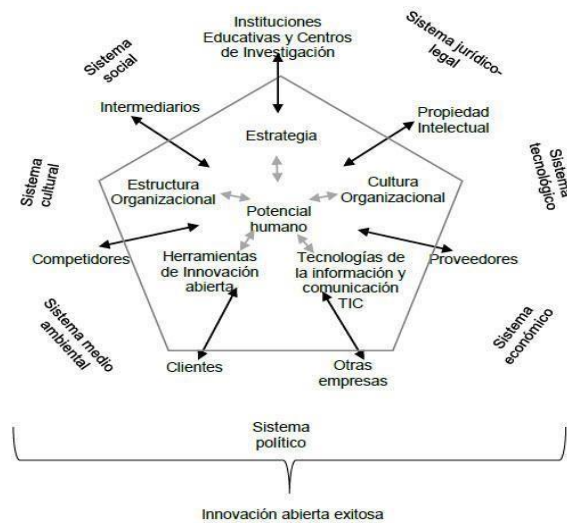 Instituciones
Educativas y Centros
de Investigación
Sistema
social
Sistema jurídico-
legal
Intermediarios
Propiedad
Intelectual
Estrategia
Sistema
cultural
Sistema
tecnológico
Estructura
Organizacional
Cultura
Organizacional
Potencial
humano
Competidores
Herramientas
de Innovación
abierta
Tecnologías de
la información y
comunicación
TIC
Proveedores
Sistema medio
ambiental
Sistema
económico
Clientes
Otras
empresas
Sistema
político
Innovación abierta exitosa